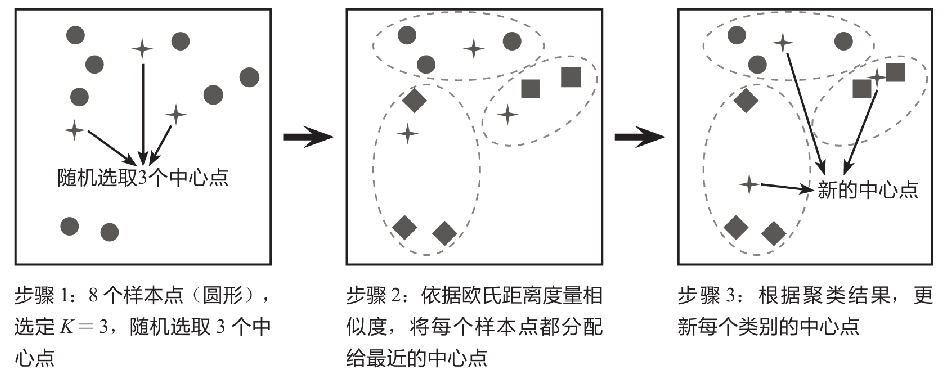 随机选取3个中心点
新的中心点
步骤 1：8 个样本点（圆形），
选定 K＝3，随机选取 3 个中
心点
步骤 2：依据欧氏距离度量相
似度，将每个样本点都分配
给最近的中心点
步骤 3：根据聚类结果，更
新每个类别的中心点